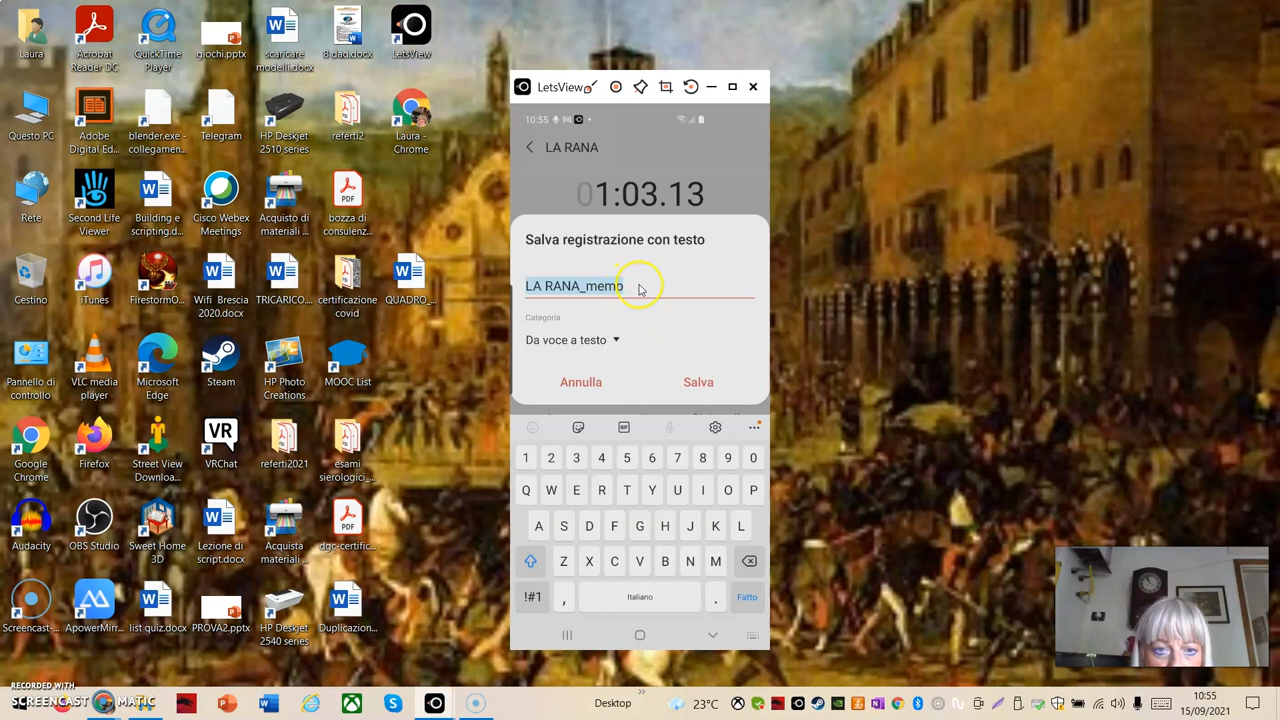 Laura
Acrobat
Reader DC
QuickTime
Player
giochi.pptx
scaricare
modelli.docx
8 dad.docx
LetsView
Questo PC
Adobe
Digital Ed...
blender.exe -
collegamen...
Telegram
HP Deskjet
2510 series
referti2
Laura -
Chrome
Rete
Second Life
Viewer
Building e
scripting.d...
Cisco Webex
Meetings
Acquisto di
materiali ...
PDF
bozza di
consulenz...
Cestino
iTunes
FirestormO...
Wifi Brescia
2020.docx
TRICARICO...
certificazione
covid
QUADRO_...
Pannello di
controllo
VLC media
player
Microsoft
Edge
Steam
HP Photo
Creations
MOOC List
Google
Chrome
Firefox
Street View
Downloa...
VR
VRChat
referti2021
esami
sierologici_...
Audacity
OBS Studio
Sweet Home
3D
Lezione di
script.docx
Acquista
materiali ...
PDF
dgc-certific...
Screencast-...
ApowerMirr...
list quiz.docx
PROVA2.pptx
HP Deskjet
2540 series
Duplicazion...
LetsView
10:55
LA RANA
01:03.13
Salva registrazione con testo
LA RANA_memo
Categoria
Da voce a testo
Annulla
Salva
1 2 3 4 5 6 7 8 9 0
Q W E R T Y U I O P
A S D F G H J K L
Z X C V B N M
!#1 , Italiano . Fatto
RECORDED WITH
SCREENCAST MATIC
Desktop
23°C
10:55
15/09/2021